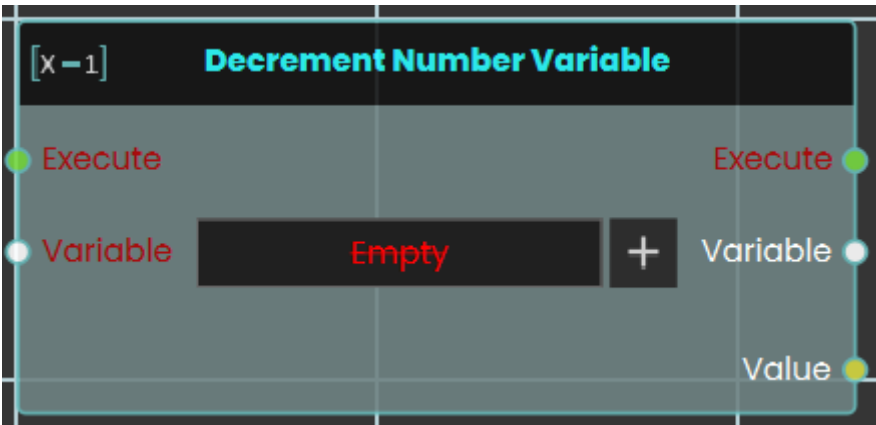 [x-1] Decrement Number Variable
Execute Execute
Variable Empty + Variable
Value